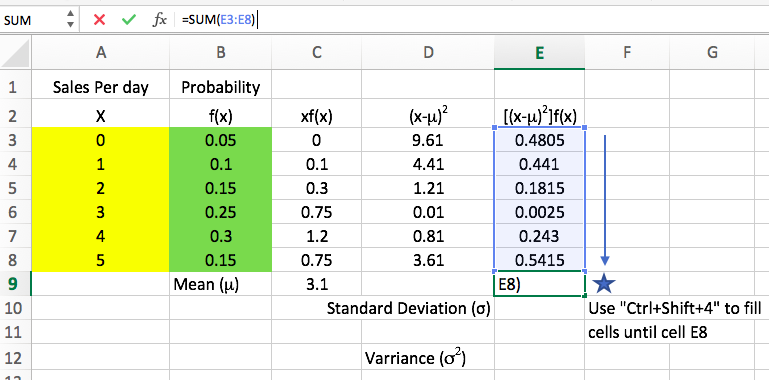 SUM fx =SUM(E3:E8)
A B C D E F G
1 Sales Per day Probability
2 X f(x) xf(x) (x-μ)² [(x-μ)²]f(x)
3 0 0.05 0 9.61 0.4805
4 1 0.1 0.1 4.41 0.441
5 2 0.15 0.3 1.21 0.1815
6 3 0.25 0.75 0.01 0.0025
7 4 0.3 1.2 0.81 0.243
8 5 0.15 0.75 3.61 0.5415
9 Mean (μ) 3.1 E8)
10 Standard Deviation (σ) Use "Ctrl+Shift+4" to fill
11 cells until cell E8
12 Varriance (σ²)